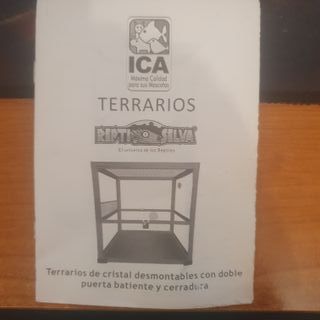 ICA
Máxima Calidad
para sus Mascotas
TERRARIOS
REPTI SILVA
El universo de los Reptiles
Terrarios de cristal desmontables con doble
puerta batiente y cerradura